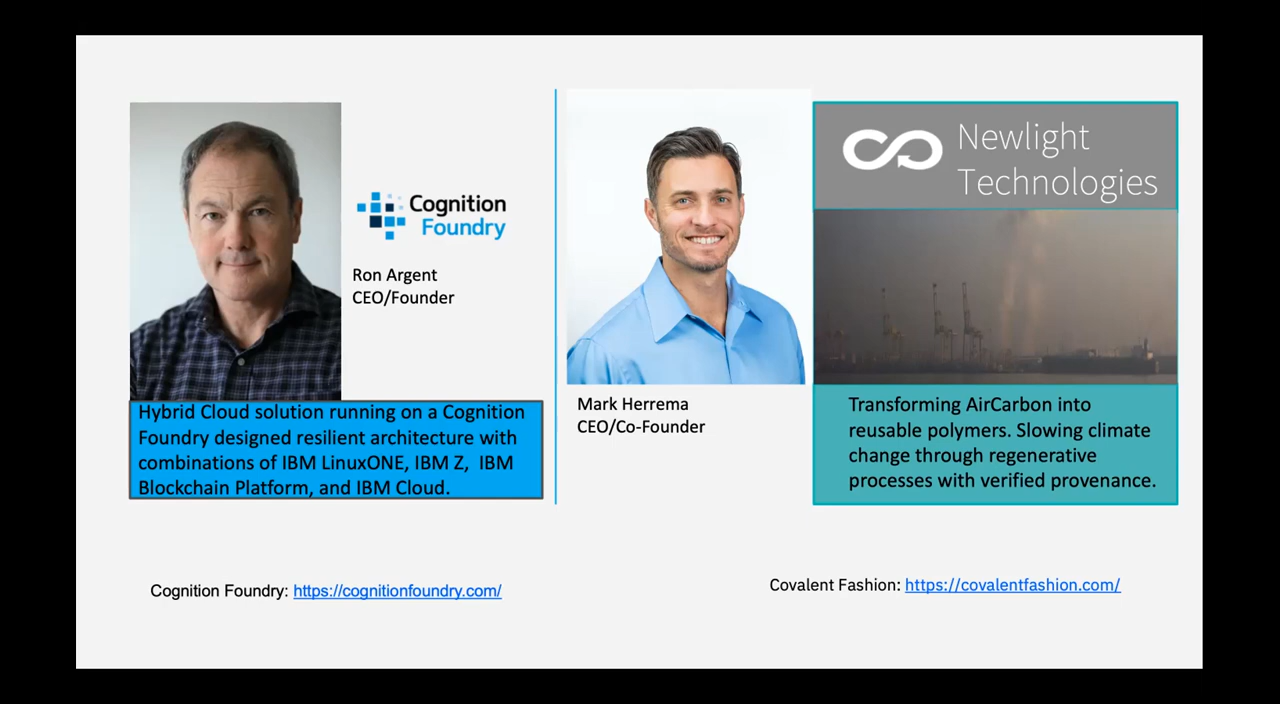 Cognition
Foundry
Ron Argent
CEO/Founder
Hybrid Cloud solution running on a Cognition
Foundry designed resilient architecture with
combinations of IBM LinuxONE, IBM Z,  IBM
Blockchain Platform, and IBM Cloud.
Cognition Foundry: https://cognitionfoundry.com/
Mark Herrema
CEO/Co-Founder
Newlight
Technologies
Transforming AirCarbon into
reusable polymers. Slowing climate
change through regenerative
processes with verified provenance.
Covalent Fashion: https://covalentfashion.com/